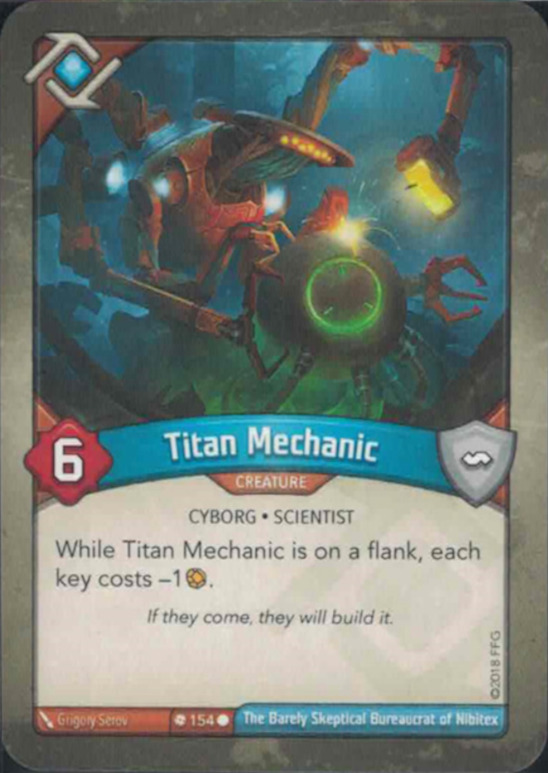 Titan Mechanic
6
CREATURE
CYBORG • SCIENTIST
While Titan Mechanic is on a flank, each
key costs –1.
If they come, they will build it.
©2018 FFG
Grigory Serov
154
The Barely Skeptical Bureaucrat of Nibitex